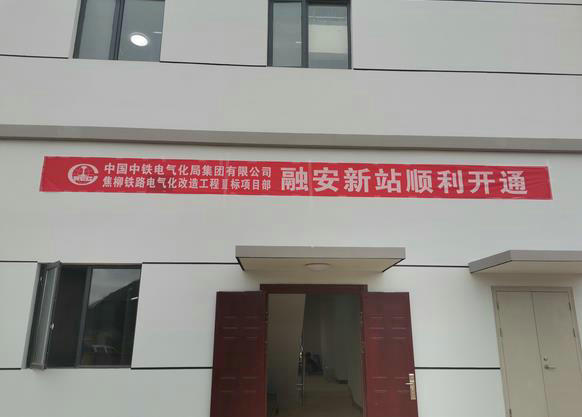 中国中铁电气化局集团有限公司
焦柳铁路电气化改造工程Ⅱ标项目部
融安新站顺利开通